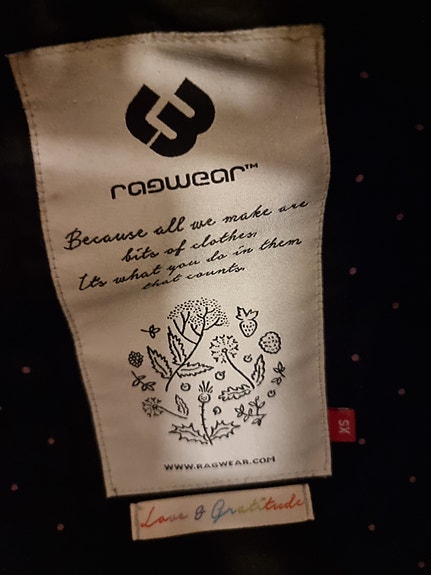 ragwear™
Because all we make are
bits of clothes,
Its what you do in them
that counts.
WWW.RAGWEAR.COM
XS
Love & Gratitude